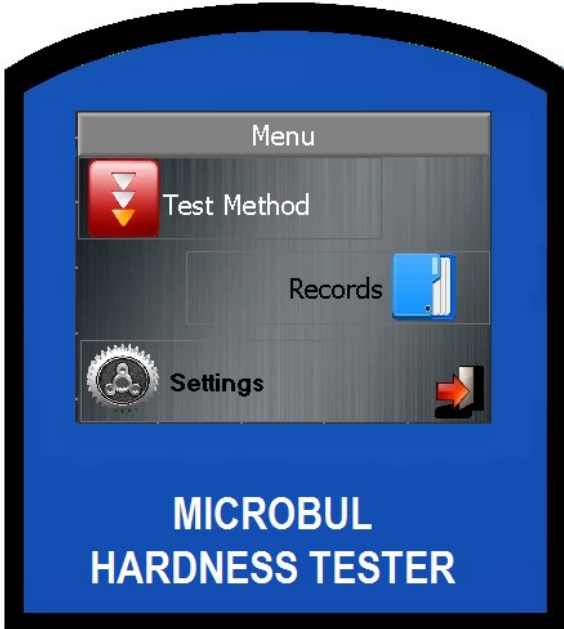 Menu
Test Method
Records
Settings
MICROBUL
HARDNESS TESTER